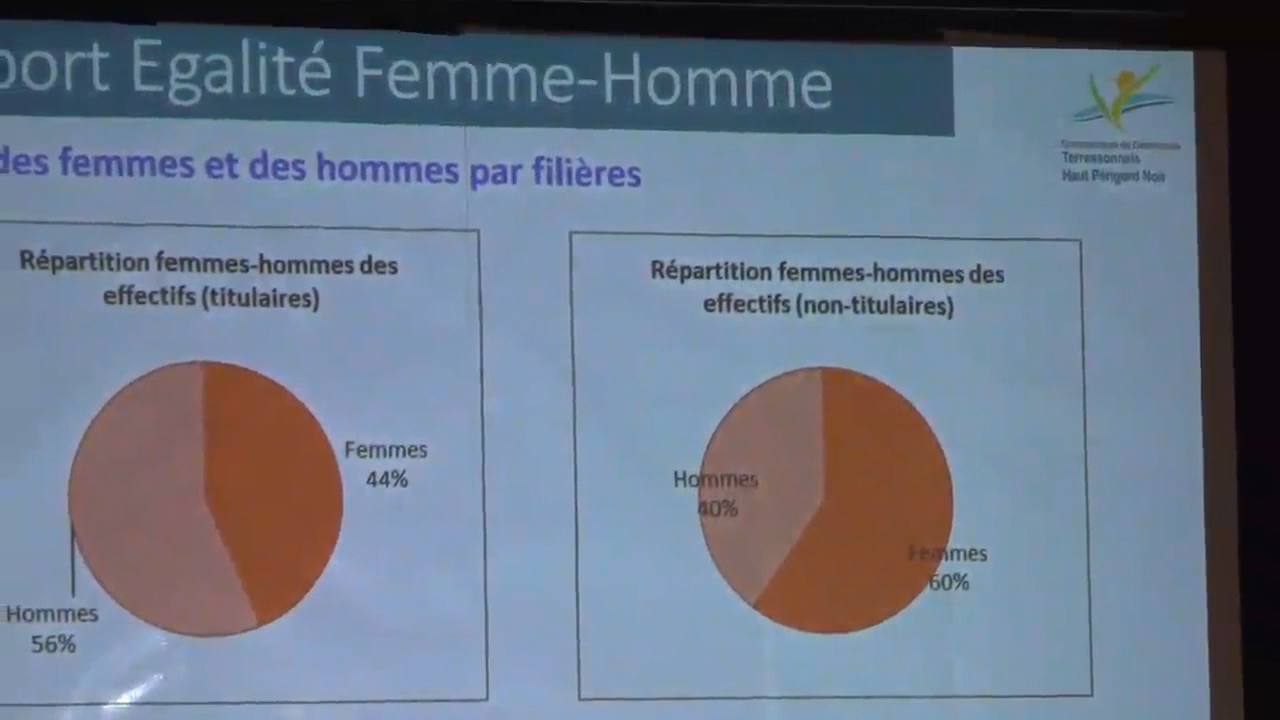 port Egalité Femme-Homme
des femmes et des hommes par filières
Terrassonnais
Haut Périgord Noir
Répartition femmes-hommes des
effectifs (titulaires)
Femmes
44%
Hommes
56%
Répartition femmes-hommes des
effectifs (non-titulaires)
Hommes
40%
Femmes
60%